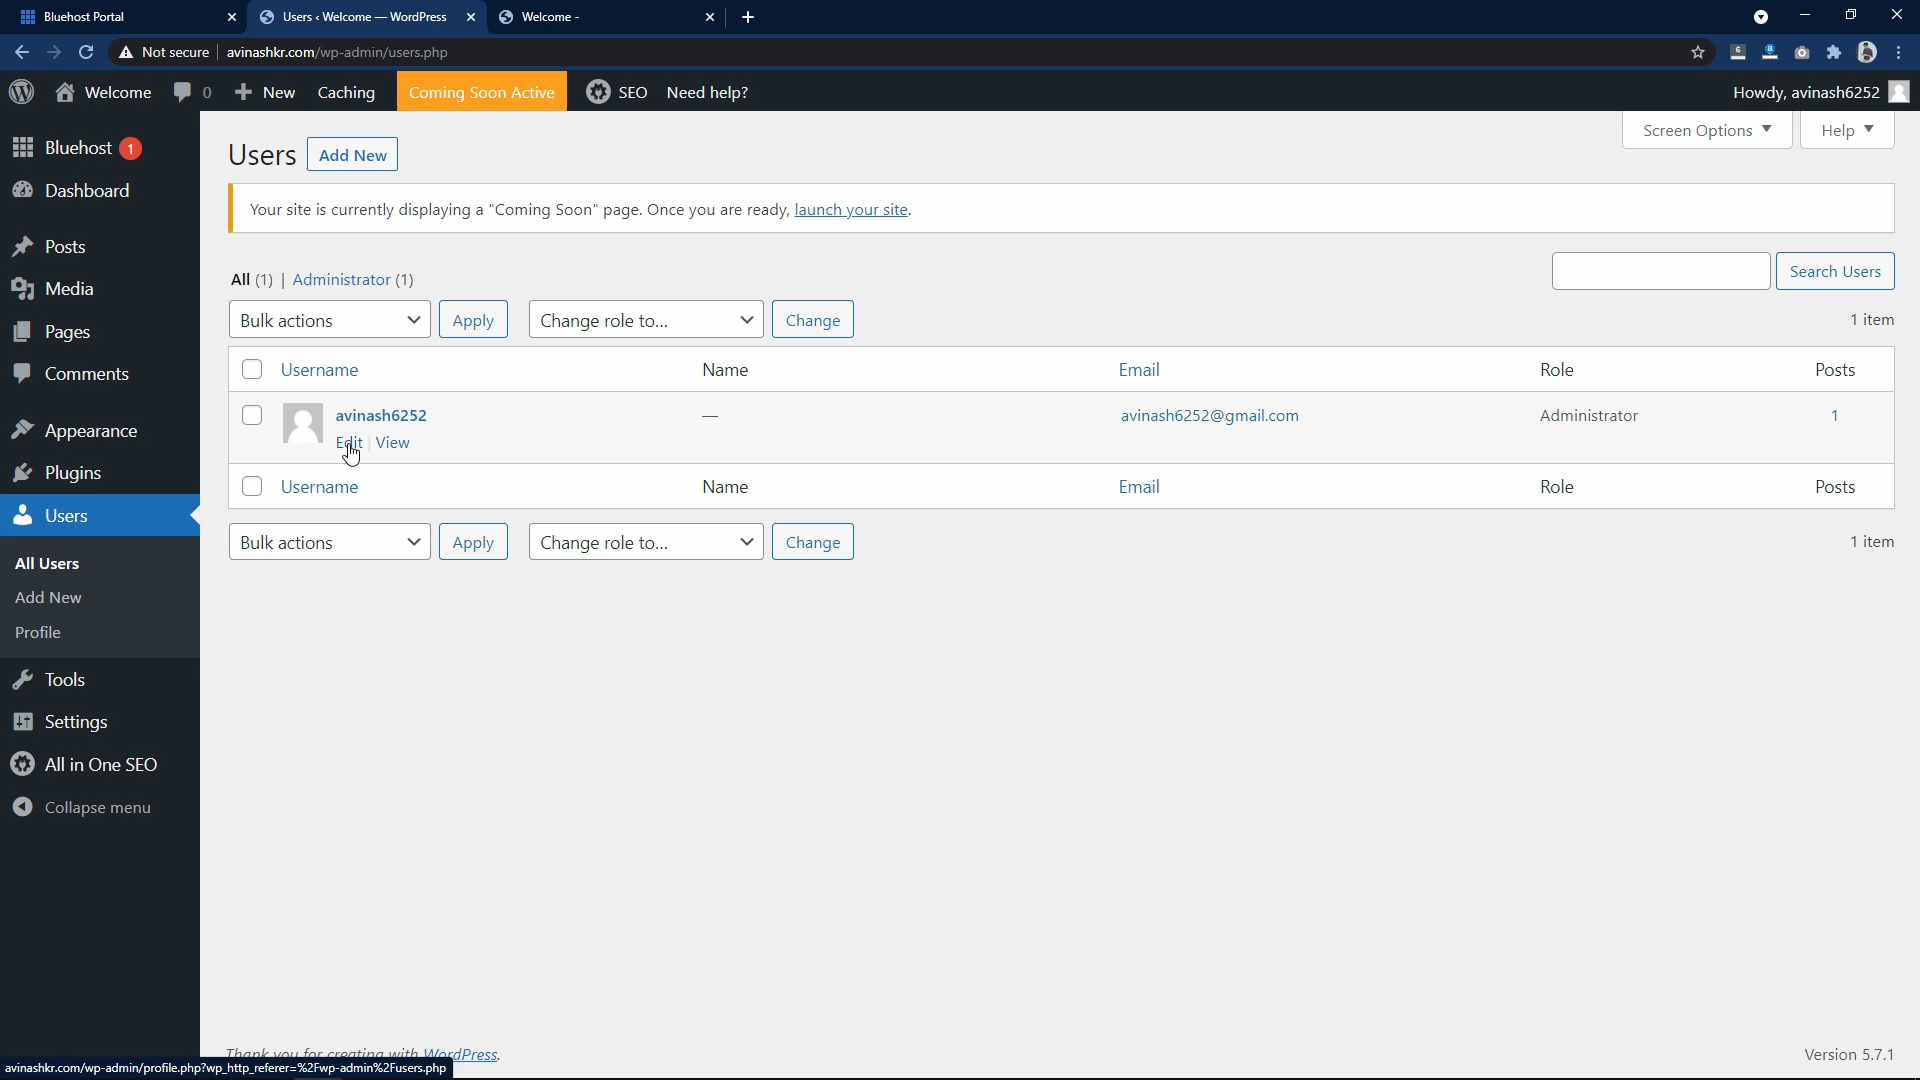 Bluehost Portal
Users ‹ Welcome — WordPress
Welcome -
Not secure
avinashkr.com/wp-admin/users.php
Welcome
0
New
Caching
Coming Soon Active
SEO
Need help?
Howdy, avinash6252
Bluehost 1
Dashboard
Posts
Media
Pages
Comments
Appearance
Plugins
Users
All Users
Add New
Profile
Tools
Settings
All in One SEO
Collapse menu
Screen Options
Help
Users
Add New
Your site is currently displaying a "Coming Soon" page. Once you are ready, launch your site.
All (1) | Administrator (1)
Search Users
Bulk actions
Apply
Change role to...
Change
1 item
Username
Name
Email
Role
Posts
avinash6252
—
avinash6252@gmail.com
Administrator
1
Edit | View
Username
Name
Email
Role
Posts
Bulk actions
Apply
Change role to...
Change
1 item
Thank you for creating with WordPress.
Version 5.7.1
avinashkr.com/wp-admin/profile.php?wp_http_referer=%2Fwp-admin%2Fusers.php